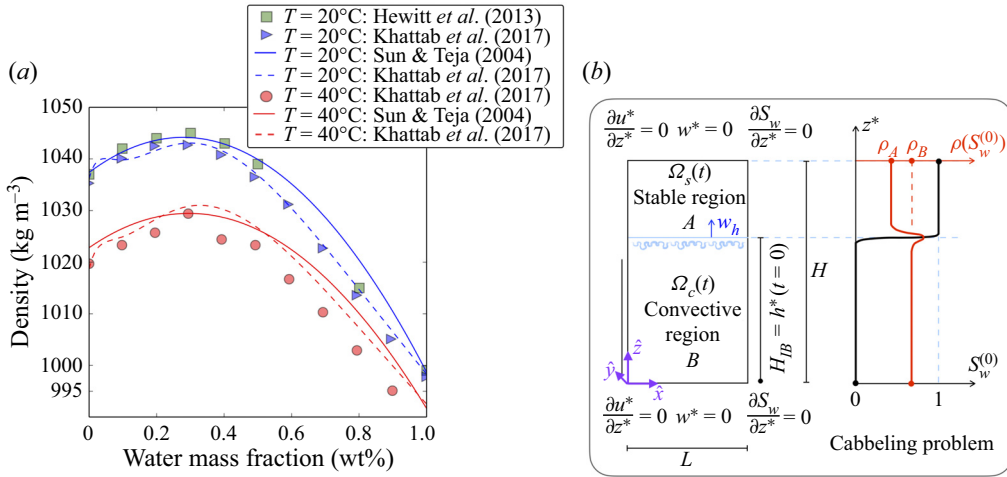 T = 20°C: Hewitt et al. (2013)
T = 20°C: Khattab et al. (2017)
T = 20°C: Sun & Teja (2004)
T = 20°C: Khattab et al. (2017)
T = 40°C: Khattab et al. (2017)
T = 40°C: Sun & Teja (2004)
T = 40°C: Khattab et al. (2017)
(a)
1050
1040
1030
1020
1010
1000
995
Density (kg m⁻³)
0
0.2
0.4
0.6
0.8
1.0
Water mass fraction (wt%)
(b)
∂u*/∂z* = 0 w* = 0 ∂S_w/∂z* = 0
z*
ρ_A ρ_B ρ(S_w^(0))
Ω_s(t)
Stable region
A
w_h
H
Ω_c(t)
Convective
region
B
H_IB = h*(t = 0)
ẑ
ŷ
x̂
∂u*/∂z* = 0 w* = 0 ∂S_w/∂z* = 0
L
0
1
S_w^(0)
Cabbeling problem